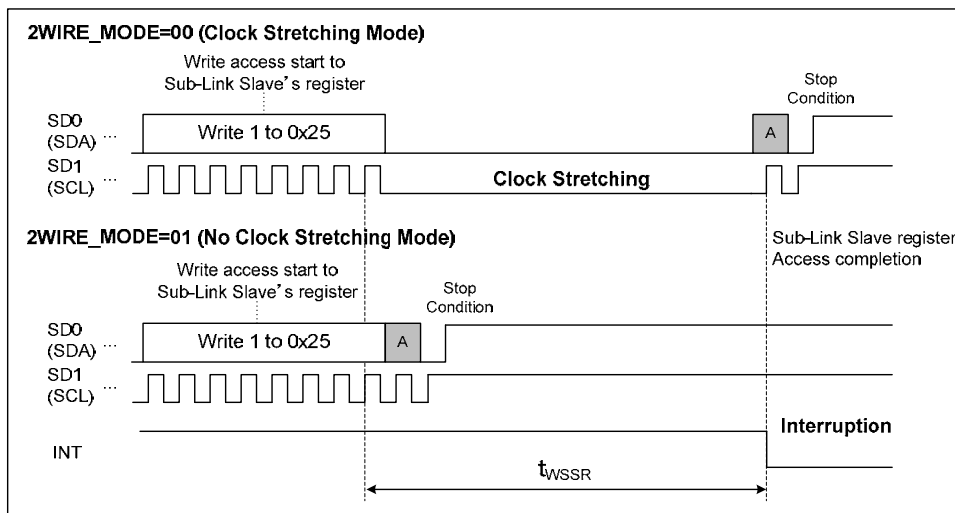 2WIRE_MODE=00 (Clock Stretching Mode)
Write access start to
Sub-Link Slave's register
Stop
Condition
SD0
(SDA) ...
Write 1 to 0x25
A
SD1
(SCL) ...
Clock Stretching
2WIRE_MODE=01 (No Clock Stretching Mode)
Sub-Link Slave register
Access completion
Write access start to
Sub-Link Slave's register
Stop
Condition
SD0
(SDA) ...
Write 1 to 0x25
A
SD1
(SCL) ...
Interruption
INT
tWSSR